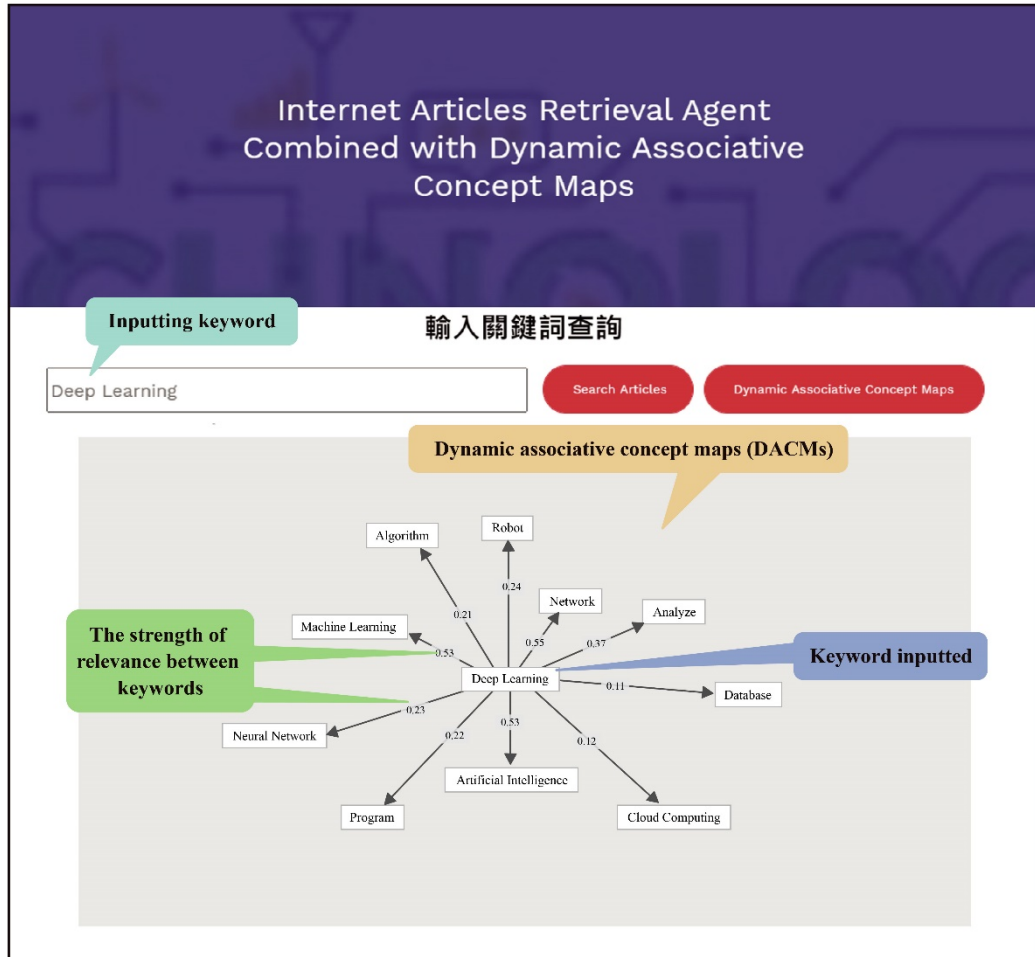 Internet Articles Retrieval Agent
Combined with Dynamic Associative
Concept Maps
Inputting keyword
輸入關鍵詞查詢
Deep Learning
Search Articles
Dynamic Associative Concept Maps
Dynamic associative concept maps (DACMs)
Robot
Algorithm
0.24
Network
Analyze
0.21
Machine Learning
0.55
0.37
The strength of
relevance between
keywords
0.53
Keyword inputted
Deep Learning
0.11
Database
0.23
Neural Network
0.53
0.22
0.12
Artificial Intelligence
Program
Cloud Computing